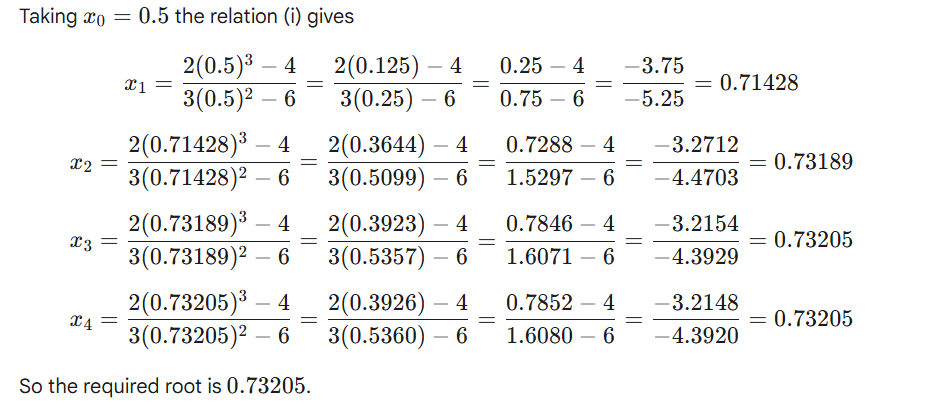 Taking x₀ = 0.5 the relation (i) gives
x₁ = (2(0.5)³ − 4)/(3(0.5)² − 6) = (2(0.125) − 4)/(3(0.25) − 6) = (0.25 − 4)/(0.75 − 6) = (−3.75)/(−5.25) = 0.71428
x₂ = (2(0.71428)³ − 4)/(3(0.71428)² − 6) = (2(0.3644) − 4)/(3(0.5099) − 6) = (0.7288 − 4)/(1.5297 − 6) = (−3.2712)/(−4.4703) = 0.73189
x₃ = (2(0.73189)³ − 4)/(3(0.73189)² − 6) = (2(0.3923) − 4)/(3(0.5357) − 6) = (0.7846 − 4)/(1.6071 − 6) = (−3.2154)/(−4.3929) = 0.73205
x₄ = (2(0.73205)³ − 4)/(3(0.73205)² − 6) = (2(0.3926) − 4)/(3(0.5360) − 6) = (0.7852 − 4)/(1.6080 − 6) = (−3.2148)/(−4.3920) = 0.73205
So the required root is 0.73205.